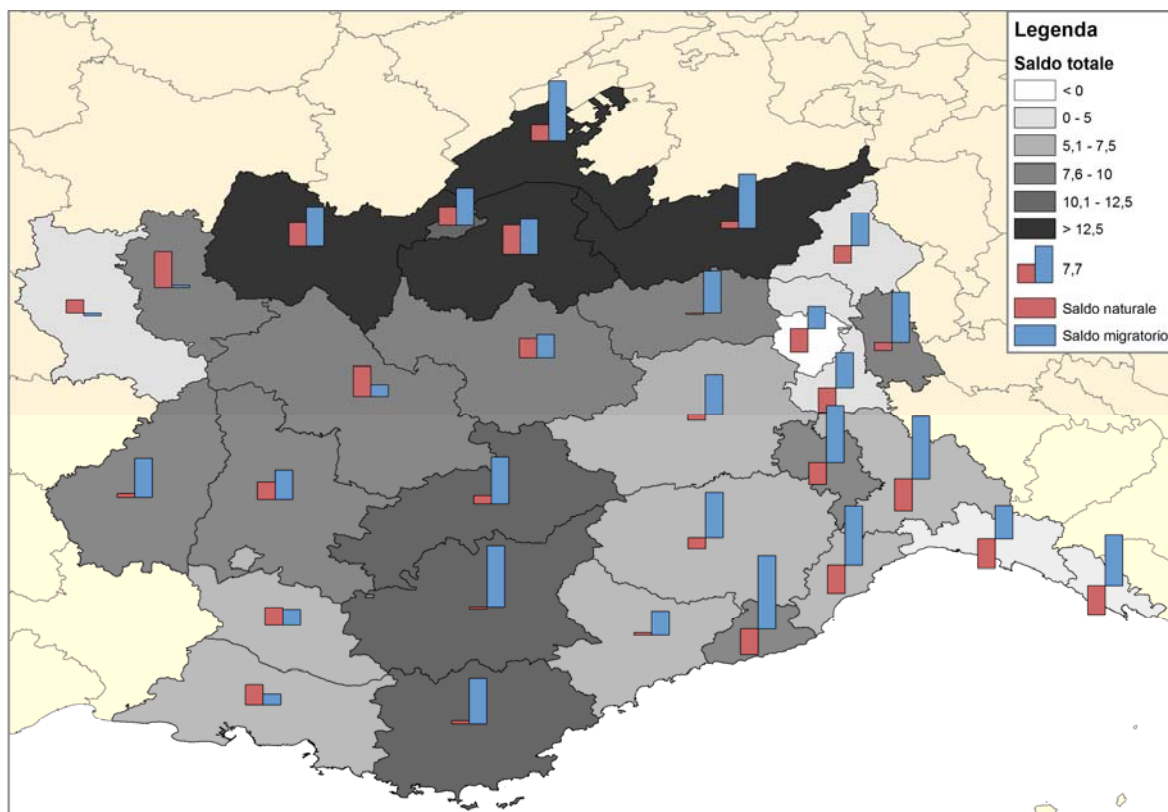 Legenda
Saldo totale
< 0
0 - 5
5,1 - 7,5
7,6 - 10
10,1 - 12,5
> 12,5
7,7
Saldo naturale
Saldo migratorio